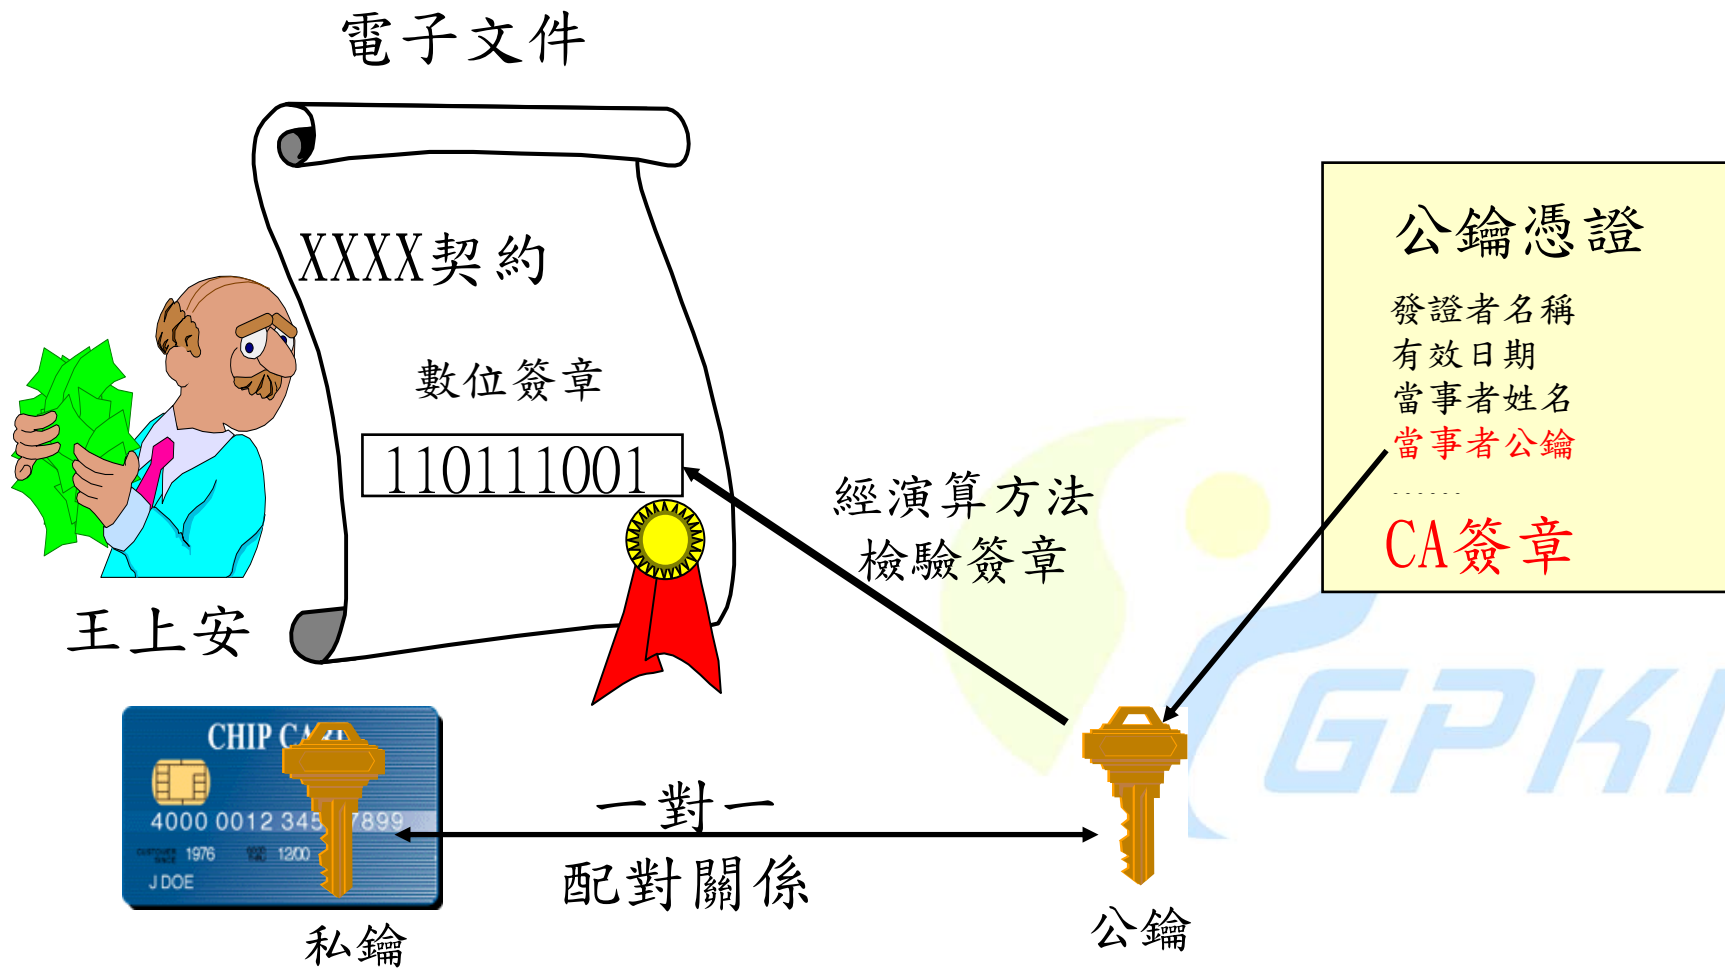 電子文件
XXXX契約
數位簽章
110111001
王上安
經演算方法
檢驗簽章
公鑰憑證
發證者名稱
有效日期
當事者姓名
當事者公鑰
......
CA簽章
GPKI
CHIP
4000 0012 345 7899
1976
12/00
J DOE
一對一
配對關係
私鑰
公鑰